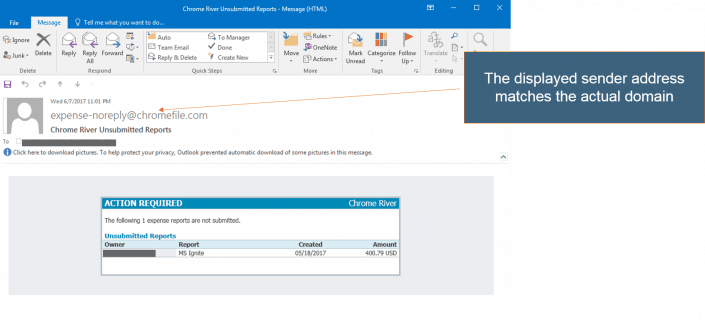 Chrome River Unsubmitted Reports - Message (HTML)
File Message Tell me what you want to do...
Ignore
Junk
Delete
Reply
Reply All
Forward
Auto
Team Email
Reply & Delete
To Manager
Done
Create New
Move
Rules
OneNote
Actions
Mark Unread
Categorize
Follow Up
Translate
Zoom
Delete Respond Quick Steps Move Tags Editing
The displayed sender address
matches the actual domain
Wed 6/7/2017 11:01 PM
expense-noreply@chromefile.com
Chrome River Unsubmitted Reports
To
Click here to download pictures. To help protect your privacy, Outlook prevented automatic download of some pictures in this message.
ACTION REQUIRED Chrome River
The following 1 expense reports are not submitted.
Unsubmitted Reports
Owner Report Created Amount
MS Ignite 05/18/2017 400.79 USD